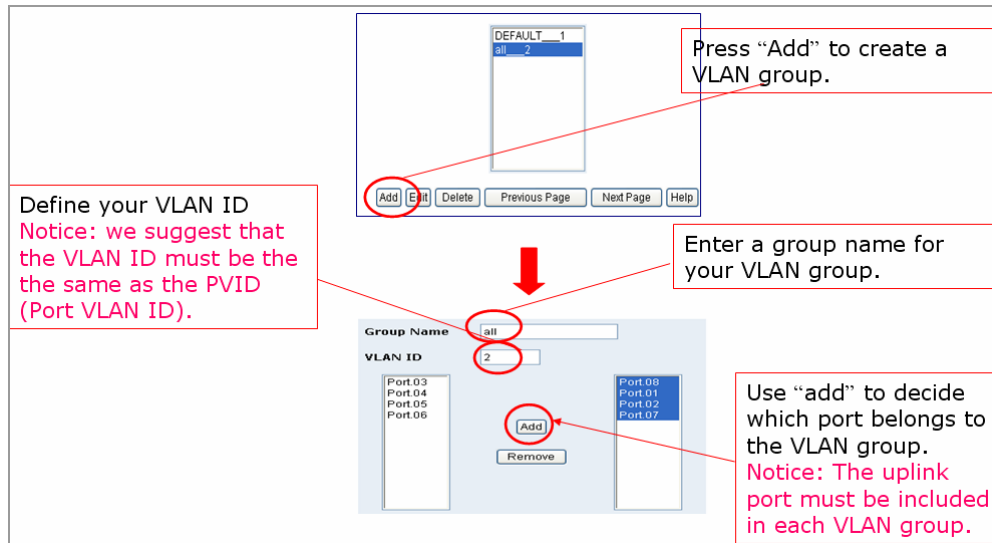 DEFAULT___1
all___2
Press “Add” to create a
VLAN group.
Add Edit Delete Previous Page Next Page Help
Define your VLAN ID
Notice: we suggest that
the VLAN ID must be the
the same as the PVID
(Port VLAN ID).
Enter a group name for
your VLAN group.
Group Name all
VLAN ID 2
Port.03
Port.04
Port.05
Port.06
Add
Remove
Port.08
Port.01
Port.02
Port.07
Use “add” to decide
which port belongs to
the VLAN group.
Notice: The uplink
port must be included
in each VLAN group.